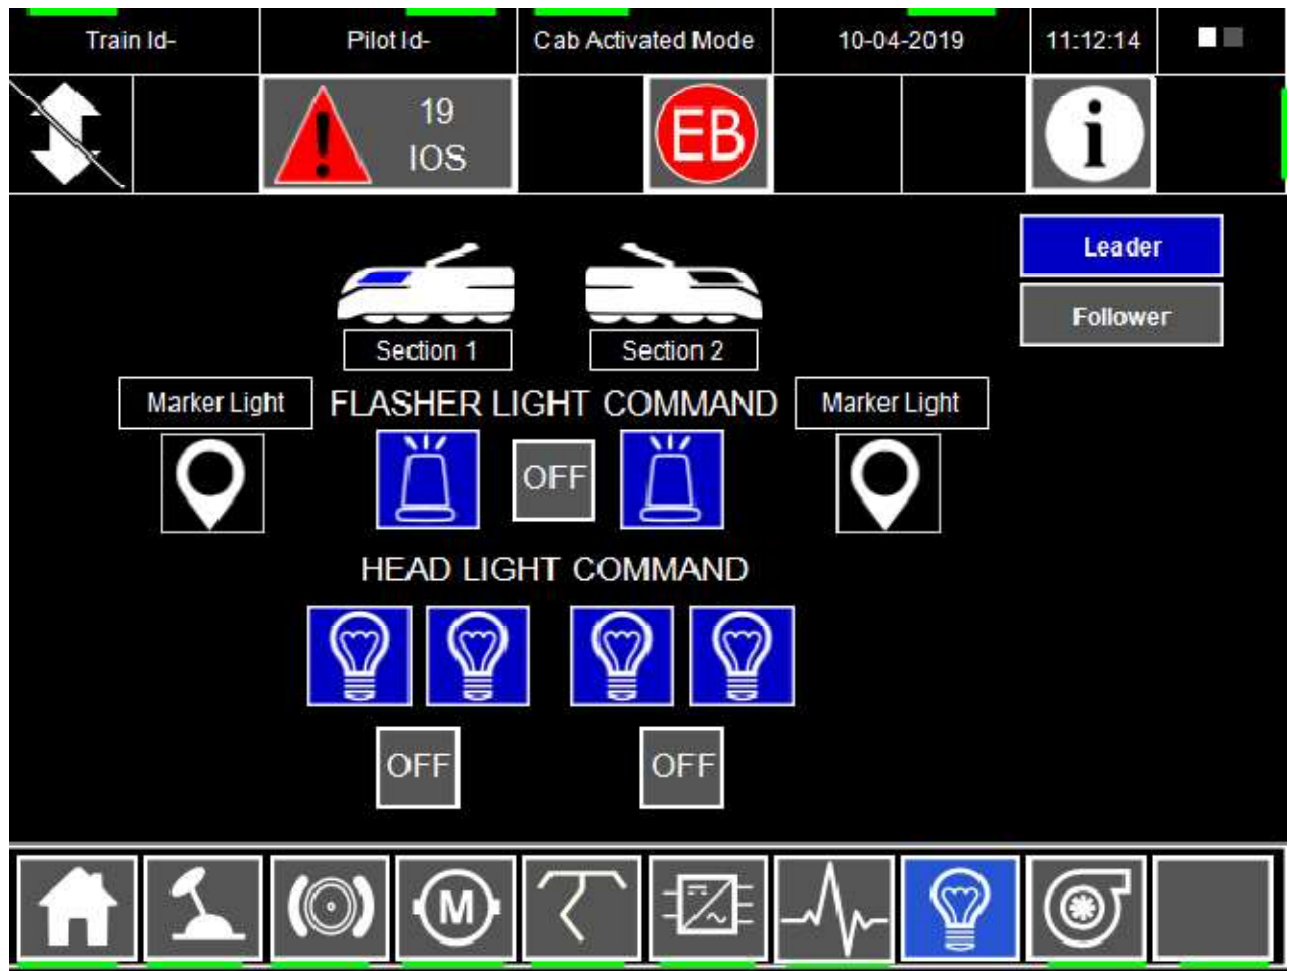 Train Id-
Pilot Id-
Cab Activated Mode
10-04-2019
11:12:14
19
IOS
EB
i
Leader
Follower
Section 1
Section 2
Marker Light
FLASHER LIGHT COMMAND
Marker Light
OFF
HEAD LIGHT COMMAND
OFF
OFF
M